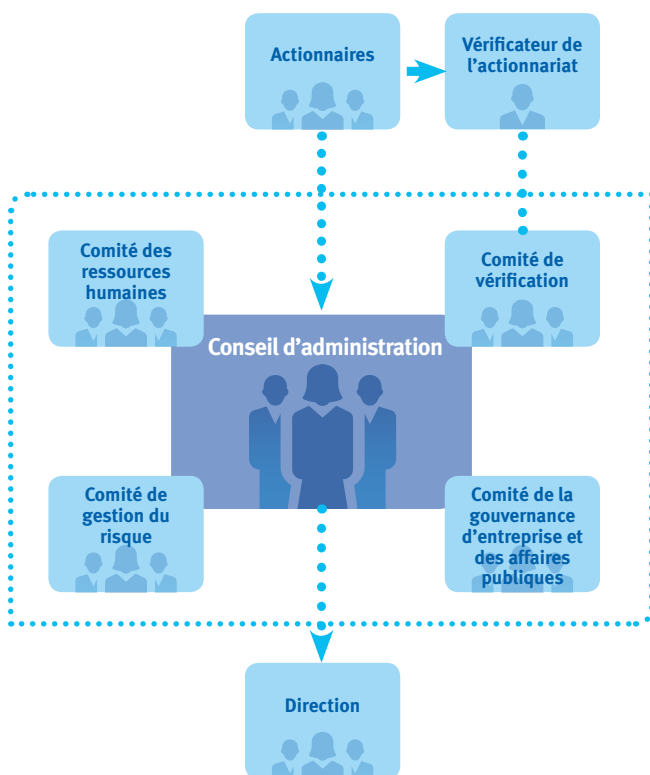 Actionnaires
Vérificateur de
l'actionnariat
Comité des
ressources
humaines
Comité de
vérification
Conseil d'administration
Comité de
gestion du
risque
Comité de la
gouvernance
d'entreprise et
des affaires
publiques
Direction